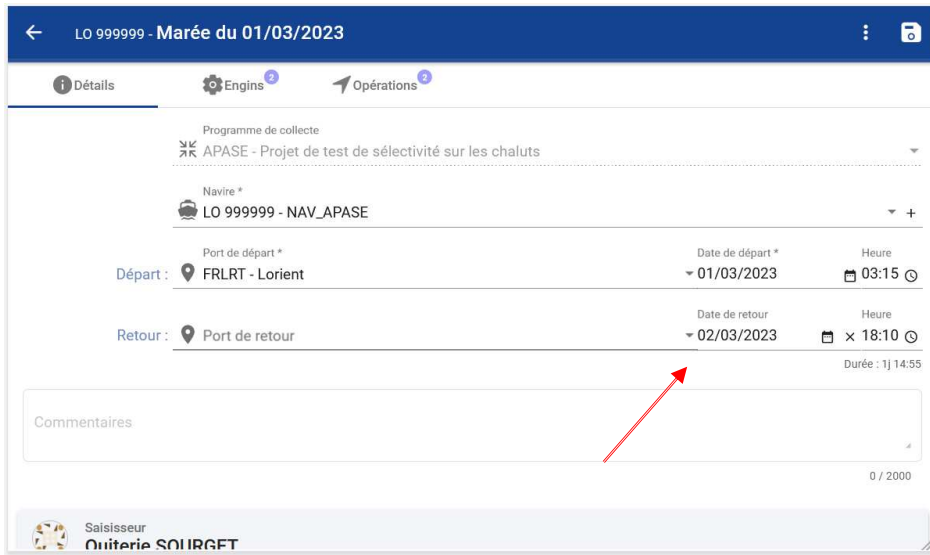 LO 999999 - Marée du 01/03/2023
Détails Engins 2 Opérations 2
Programme de collecte
APASE - Projet de test de sélectivité sur les chaluts
Navire *
LO 999999 - NAV_APASE +
Port de départ * Date de départ * Heure
Départ : FRLRT - Lorient 01/03/2023 03:15
Date de retour Heure
Retour : Port de retour 02/03/2023 18:10
Durée : 1j 14:55
Commentaires
0 / 2000
Saisisseur
Quiterie SOURGET